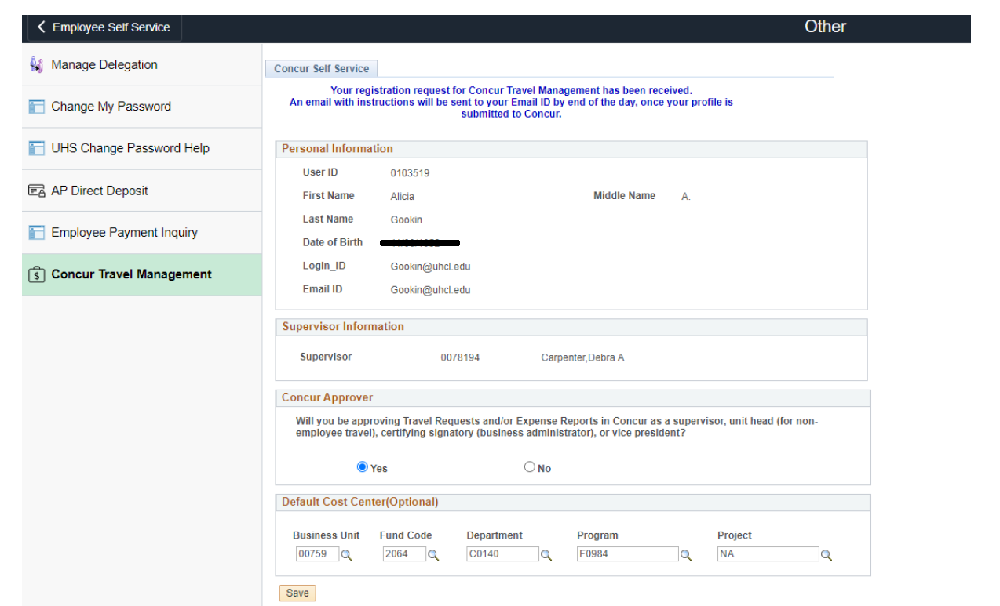 Employee Self Service
Other
Manage Delegation
Change My Password
UHS Change Password Help
AP Direct Deposit
Employee Payment Inquiry
Concur Travel Management
Concur Self Service
Your registration request for Concur Travel Management has been received.
An email with instructions will be sent to your Email ID by end of the day, once your profile is
submitted to Concur.
Personal Information
User ID 0103519
First Name Alicia Middle Name A.
Last Name Gookin
Date of Birth
Login_ID Gookin@uhcl.edu
Email ID Gookin@uhcl.edu
Supervisor Information
Supervisor 0078194 Carpenter,Debra A
Concur Approver
Will you be approving Travel Requests and/or Expense Reports in Concur as a supervisor, unit head (for non-
employee travel), certifying signatory (business administrator), or vice president?
Yes No
Default Cost Center(Optional)
Business Unit Fund Code Department Program Project
00759 2064 C0140 F0984 NA
Save